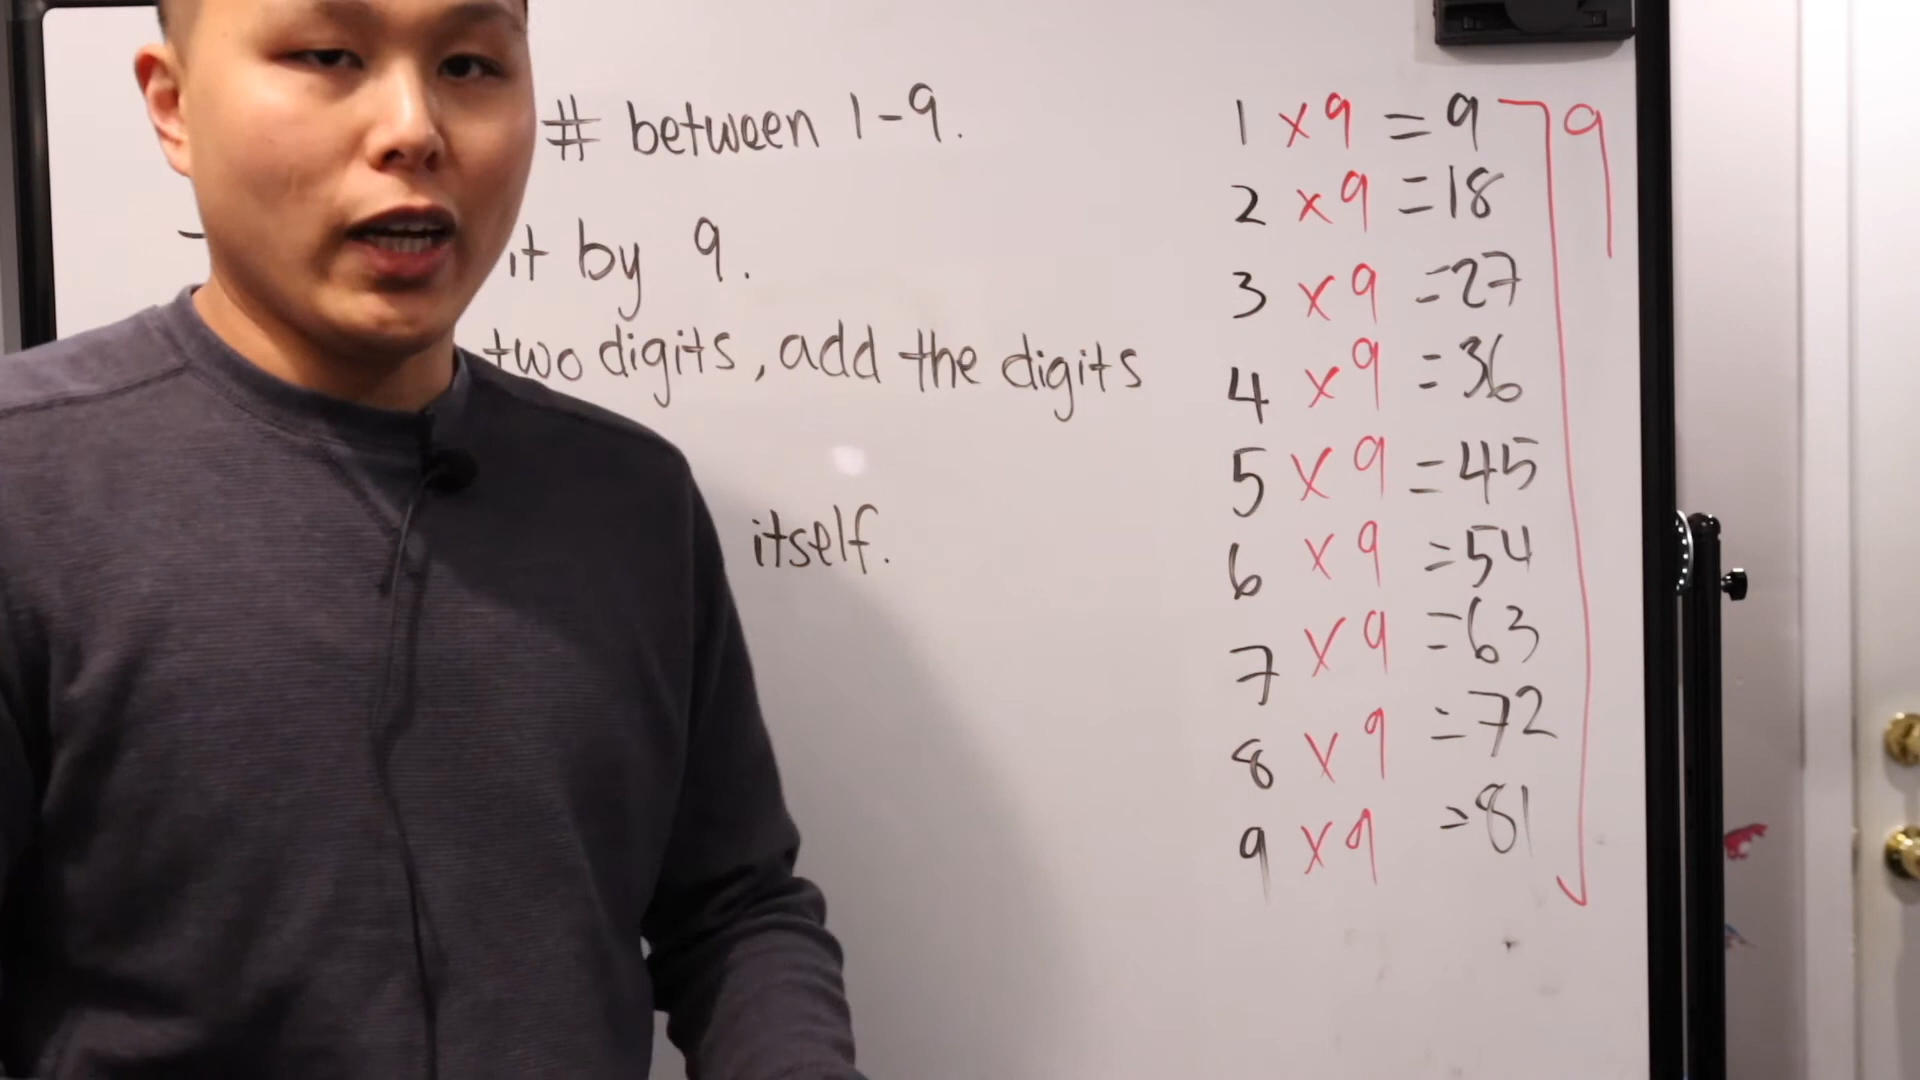 # between 1-9.
it by 9.
two digits, add the digits
itself.
1 x 9 = 9
2 x 9 = 18
3 x 9 = 27
4 x 9 = 36
5 x 9 = 45
6 x 9 = 54
7 x 9 = 63
8 x 9 = 72
9 x 9 = 81
9